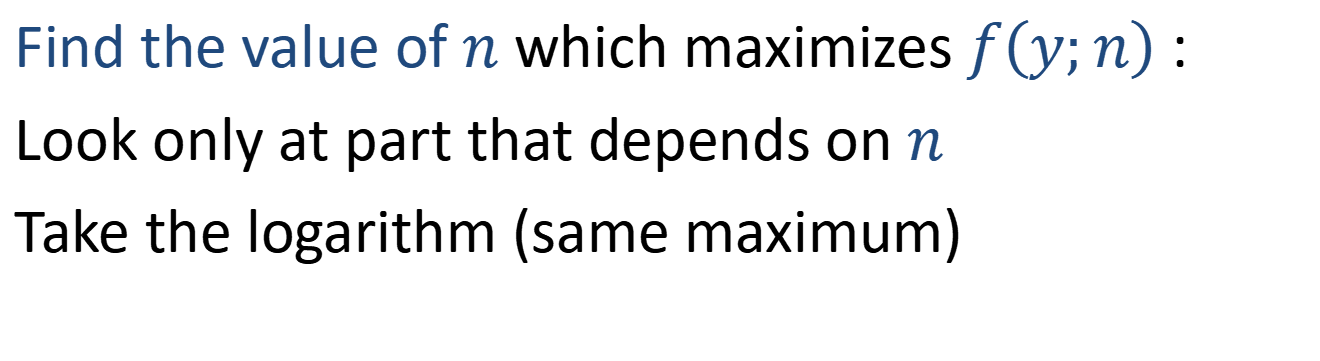 Find the value of n which maximizes f(y; n) :
Look only at part that depends on n
Take the logarithm (same maximum)